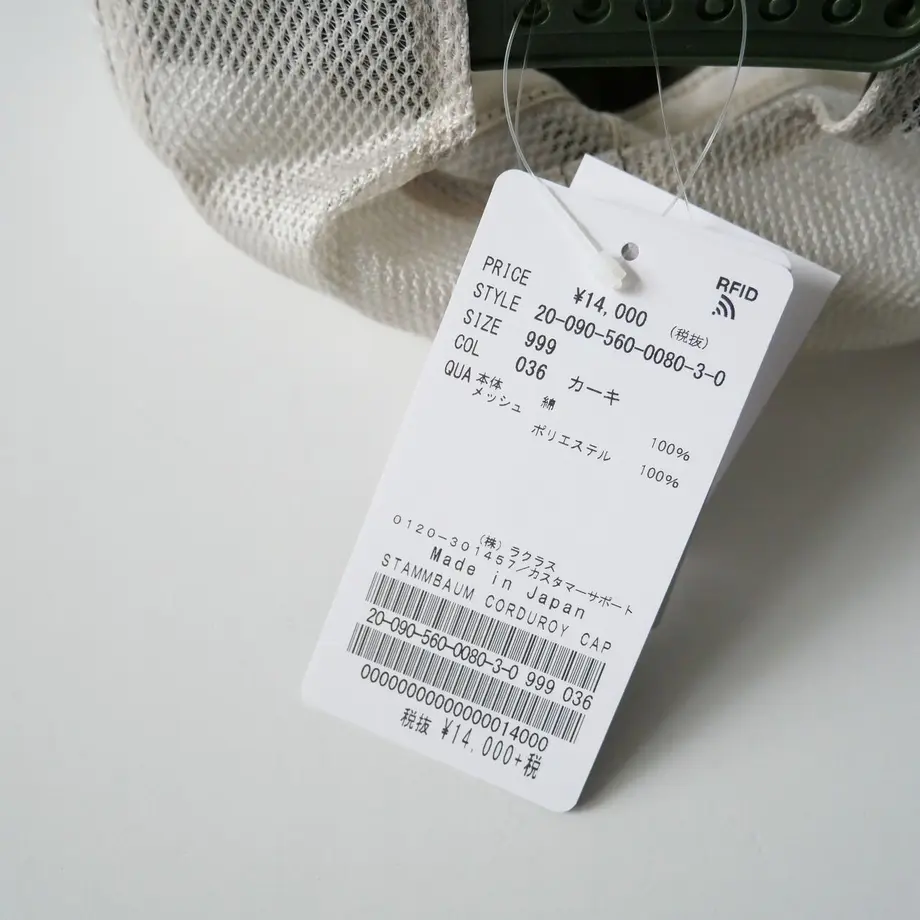 RFID
PRICE ¥14,000 (税抜)
STYLE 20-090-560-0080-3-0
SIZE 999
COL 036 カーキ
QUA 本体 綿 100%
メッシュ ポリエステル 100%
(株) ラクラス
0120-301457/カスタマーサポート
Made in Japan
STAMMBAUM CORDUROY CAP
20-090-560-0080-3-0 999 036
00000000000000014000
税抜 ¥14,000+税